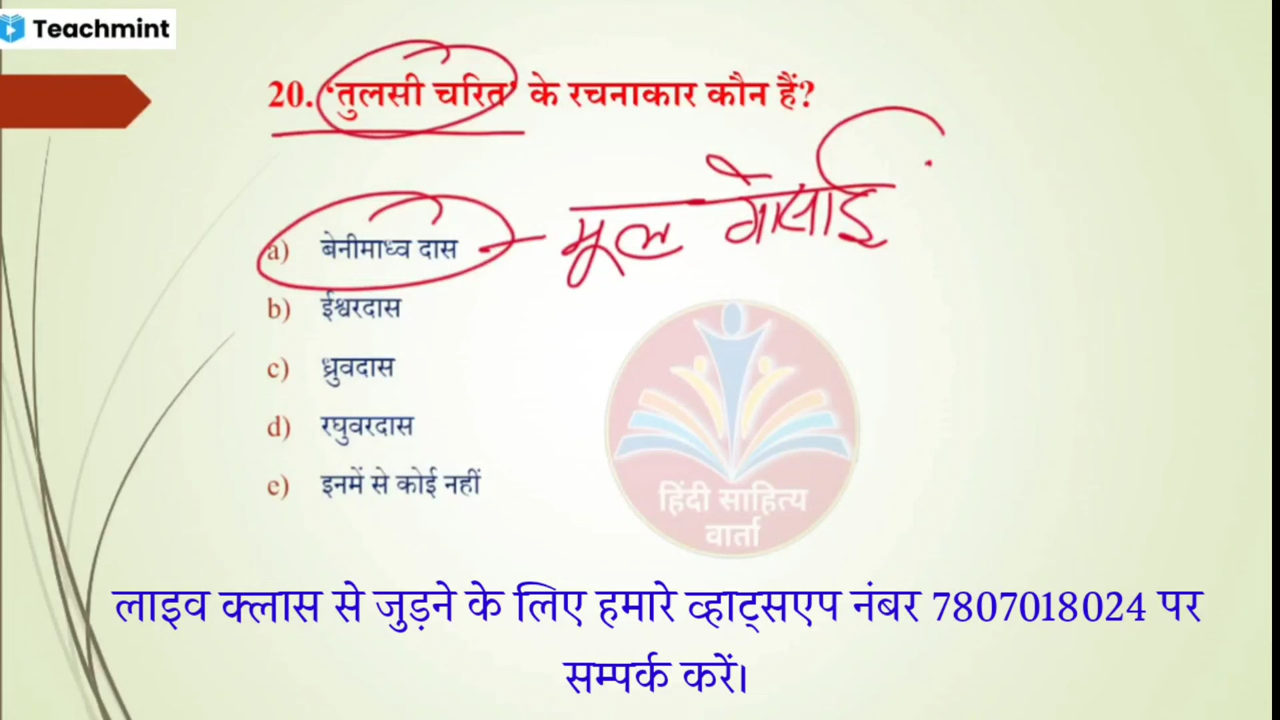 Teachmint
20. 'तुलसी चरित' के रचनाकार कौन हैं?
a) बेनीमाध्व दास - मूल गोसाईं
b) ईश्वरदास
c) ध्रुवदास
d) रघुवरदास
e) इनमें से कोई नहीं
हिंदी साहित्य
वार्ता
लाइव क्लास से जुड़ने के लिए हमारे व्हाट्सएप नंबर 7807018024 पर
सम्पर्क करें।